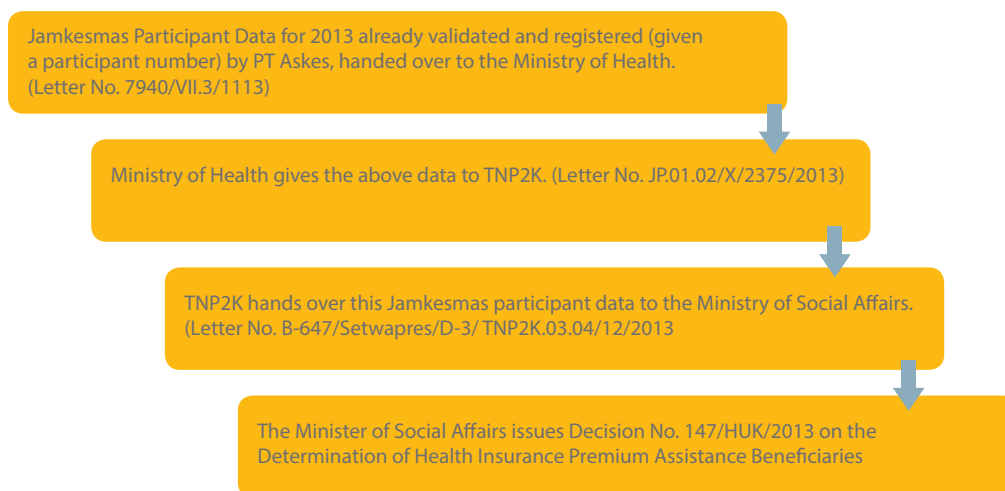 Jamkesmas Participant Data for 2013 already validated and registered (given
a participant number) by PT Askes, handed over to the Ministry of Health.
(Letter No. 7940/VII.3/1113)
Ministry of Health gives the above data to TNP2K. (Letter No. JP.01.02/X/2375/2013)
TNP2K hands over this Jamkesmas participant data to the Ministry of Social Affairs.
(Letter No. B-647/Setwapres/D-3/ TNP2K.03.04/12/2013
The Minister of Social Affairs issues Decision No. 147/HUK/2013 on the
Determination of Health Insurance Premium Assistance Beneficiaries